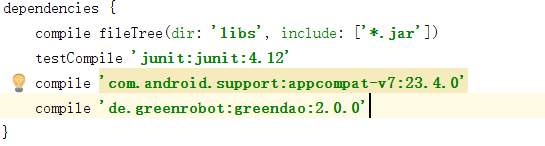 dependencies {
    compile fileTree(dir: 'libs', include: ['*.jar'])
    testCompile 'junit:junit:4.12'
    compile 'com.android.support:appcompat-v7:23.4.0'
    compile 'de.greenrobot:greendao:2.0.0'
}